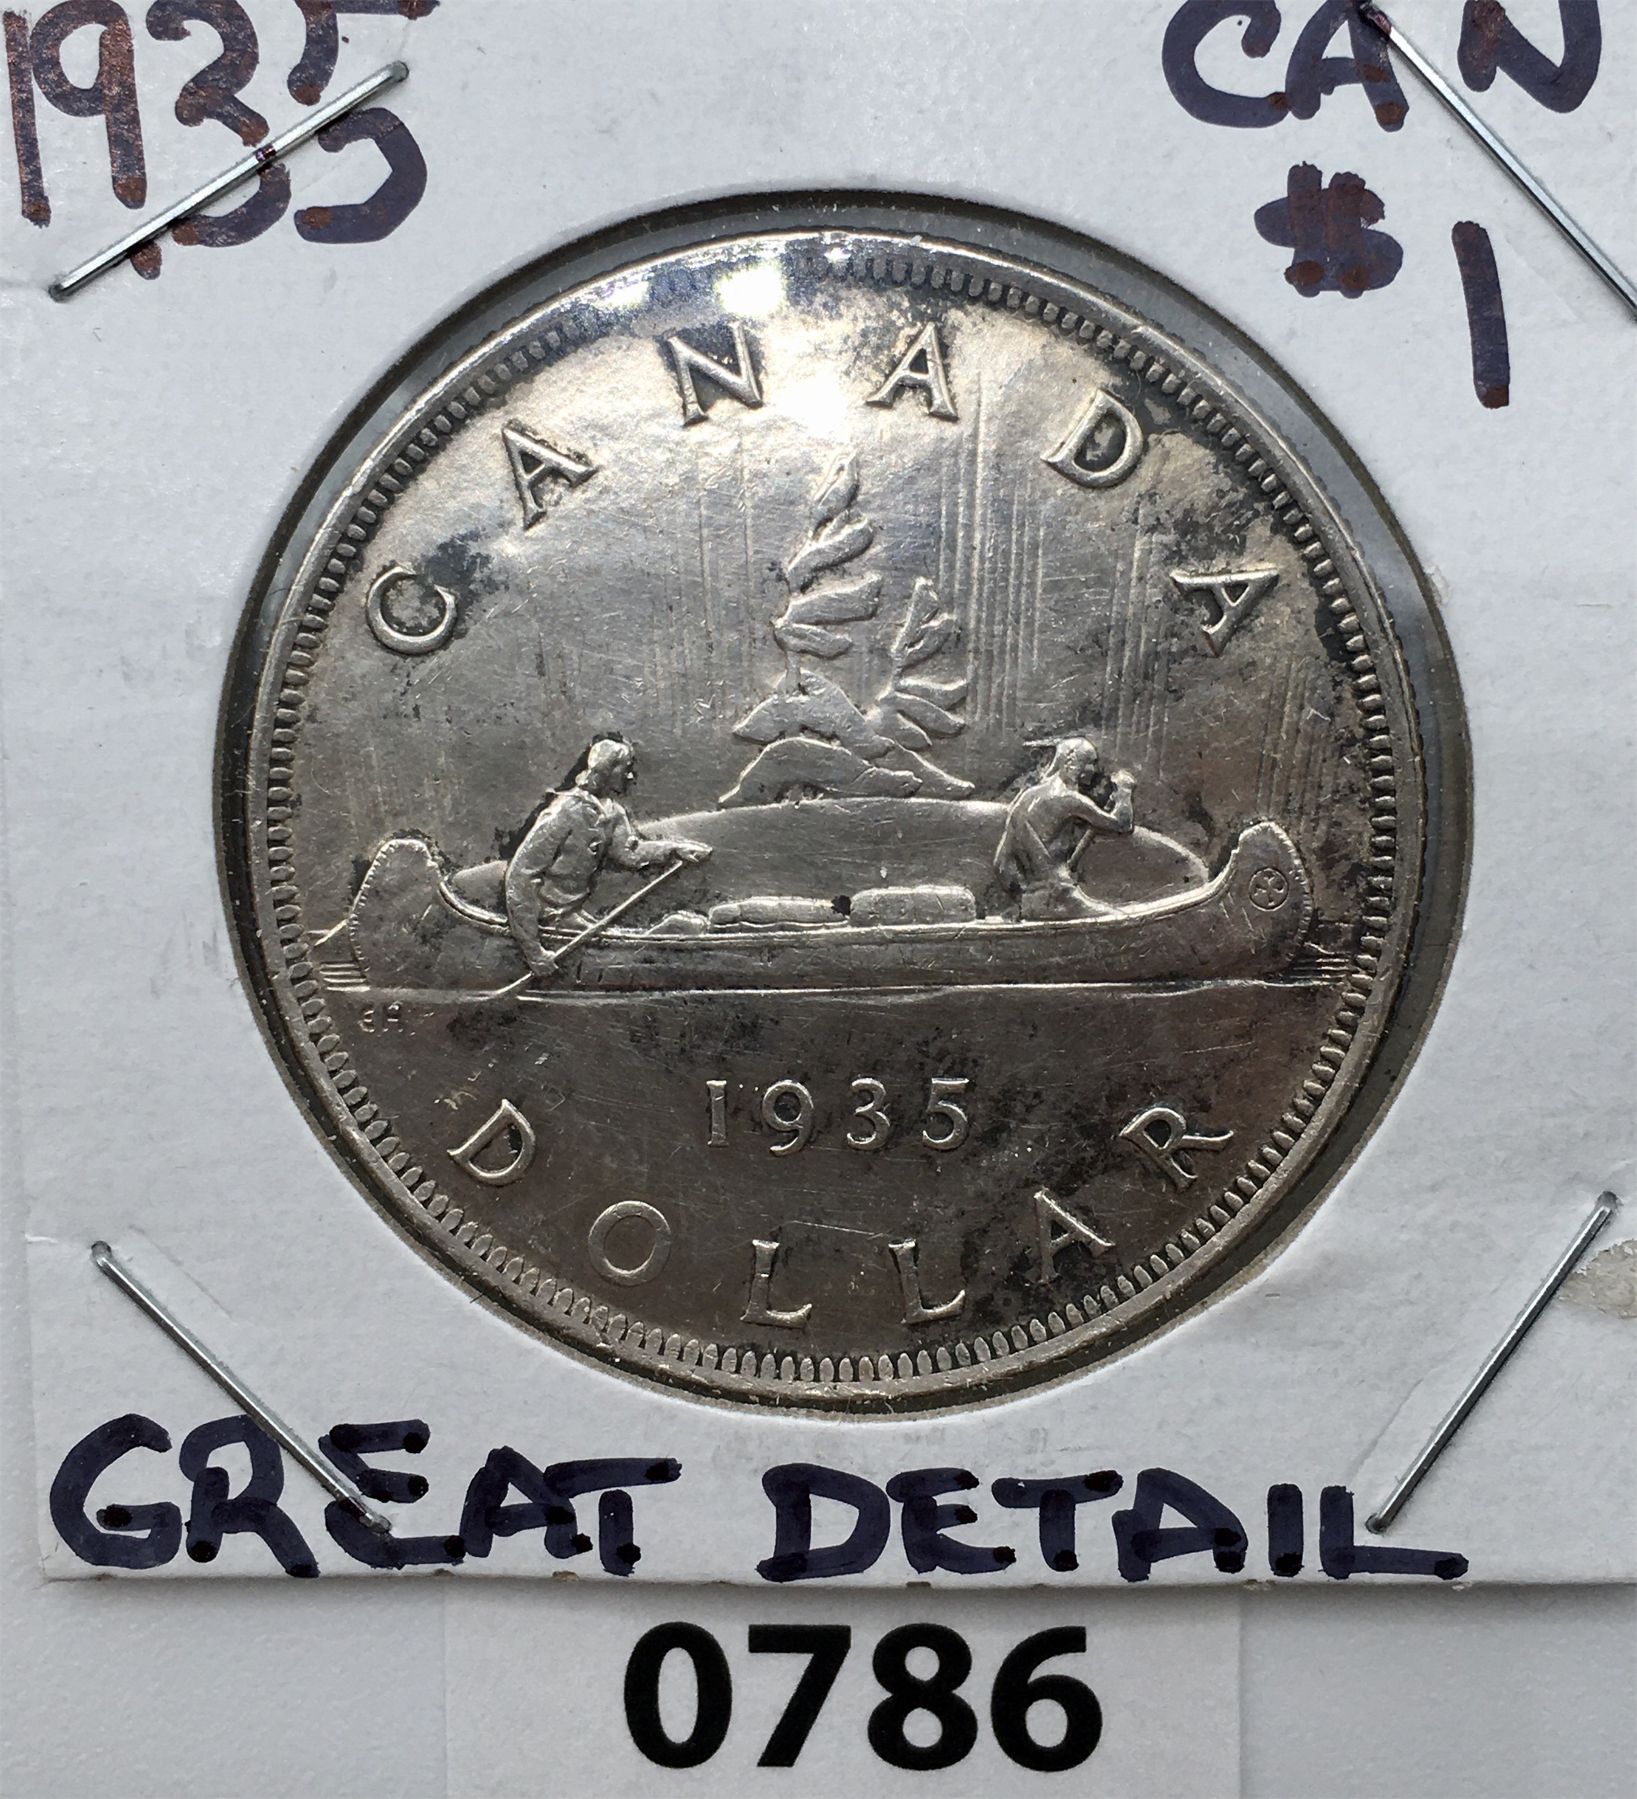 1935
CAN
$1
CANADA
EH
1935
DOLLAR
GREAT DETAIL
0786